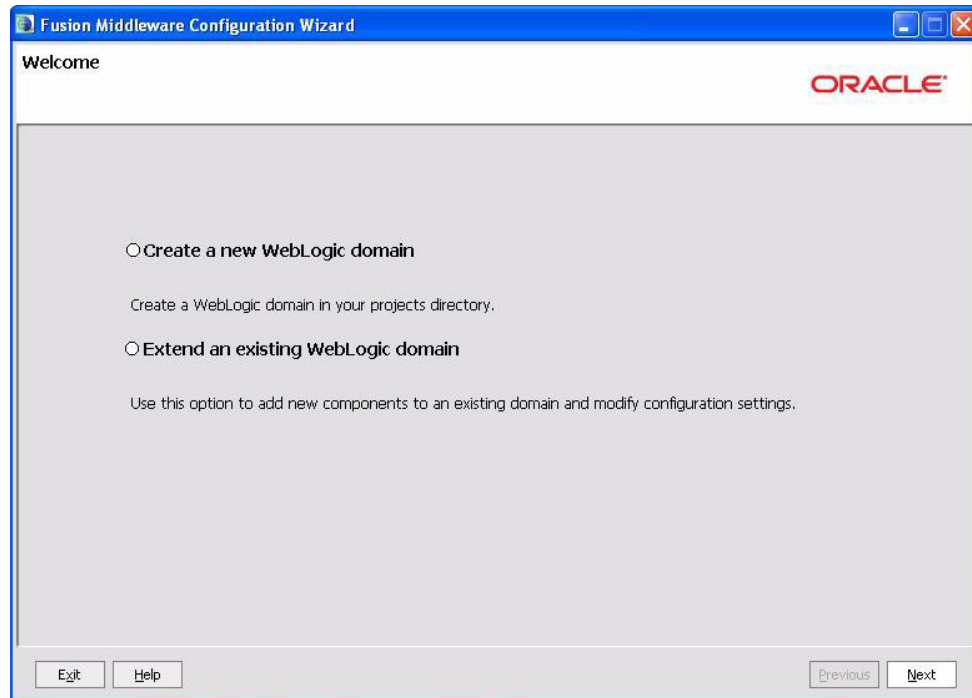 Fusion Middleware Configuration Wizard
Welcome
ORACLE
Create a new WebLogic domain
Create a WebLogic domain in your projects directory.
Extend an existing WebLogic domain
Use this option to add new components to an existing domain and modify configuration settings.
Exit Help Previous Next